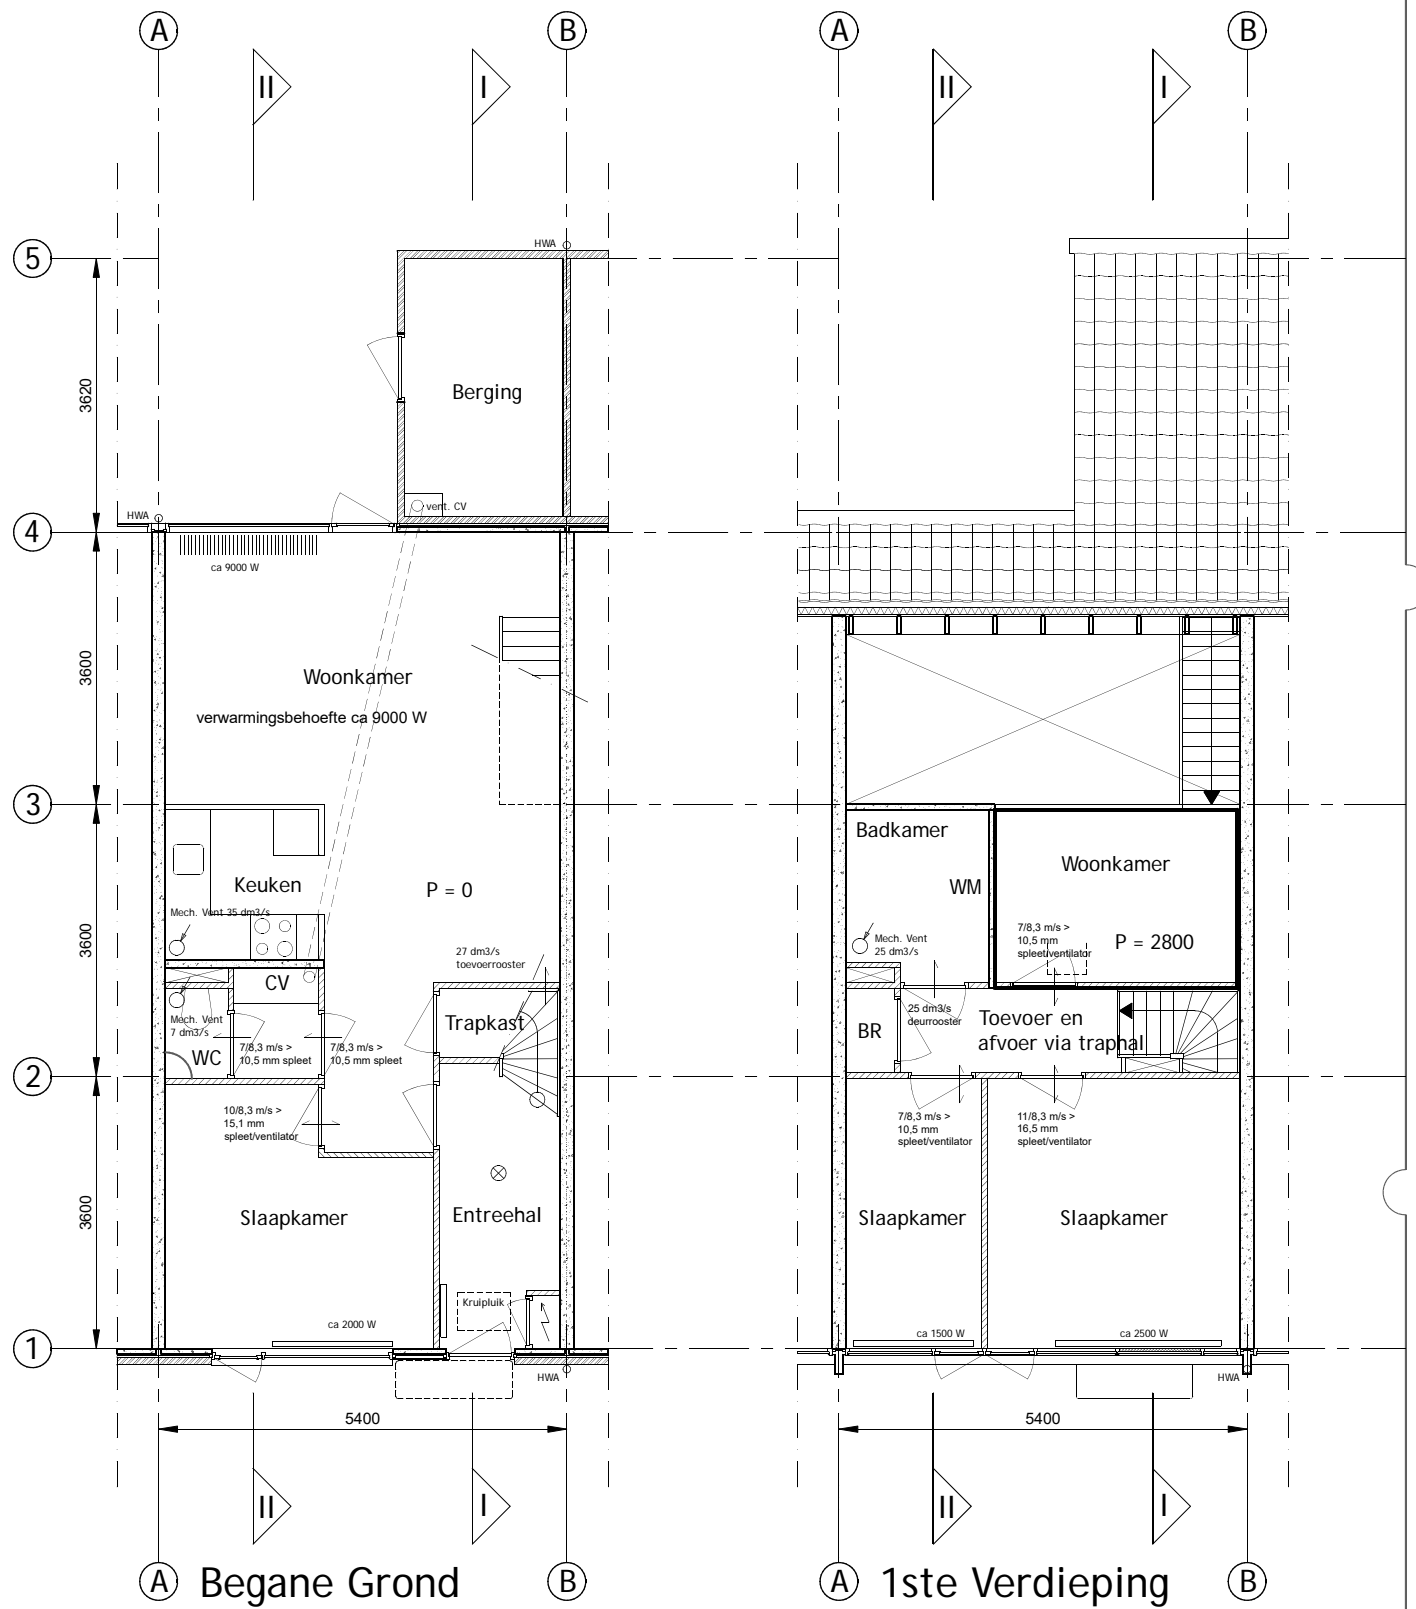 A
B
A
B
II
I
II
I
HWA
5
3620
Berging
vent. CV
HWA
4
ca 9000 W
3600
Woonkamer
verwarmingsbehoefte ca 9000 W
3
Keuken
P = 0
Mech. Vent 35 dm3/s
3600
27 dm3/s
toevoerrooster
CV
Mech. Vent
7 dm3/s
WC
7/8,3 m/s >
10,5 mm spleet
7/8,3 m/s >
10,5 mm spleet
Trapkast
2
10/8,3 m/s >
15,1 mm
spleet/ventilator
3600
Slaapkamer
Entreehal
Kruipluik
ca 2000 W
1
HWA
5400
II
I
A
Begane Grond
B
Badkamer
WM
Woonkamer
P = 2800
7/8,3 m/s >
10,5 mm
spleet/ventilator
Mech. Vent
25 dm3/s
25 dm3/s
deurrooster
BR
Toevoer en
afvoer via traphal
7/8,3 m/s >
10,5 mm
spleet/ventilator
11/8,3 m/s >
16,5 mm
spleet/ventilator
Slaapkamer
Slaapkamer
ca 1500 W
ca 2500 W
HWA
5400
II
I
A
1ste Verdieping
B